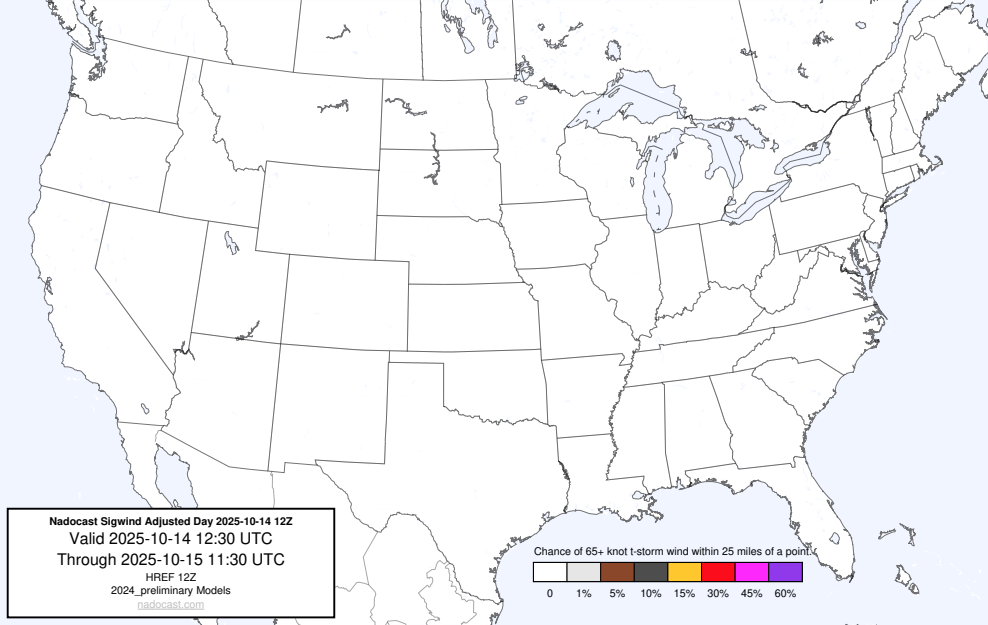 Nadocast Sigwind Adjusted Day 2025-10-14 12Z
Valid 2025-10-14 12:30 UTC
Through 2025-10-15 11:30 UTC
HREF 12Z
2024_preliminary Models
nadocast.com
Chance of 65+ knot t-storm wind within 25 miles of a point.
0 1% 5% 10% 15% 30% 45% 60%